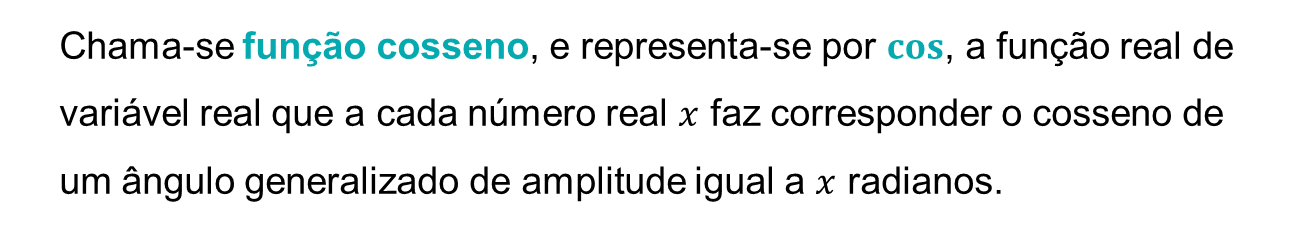 Chama-se função cosseno, e representa-se por cos, a função real de
variável real que a cada número real x faz corresponder o cosseno de
um ângulo generalizado de amplitude igual a x radianos.